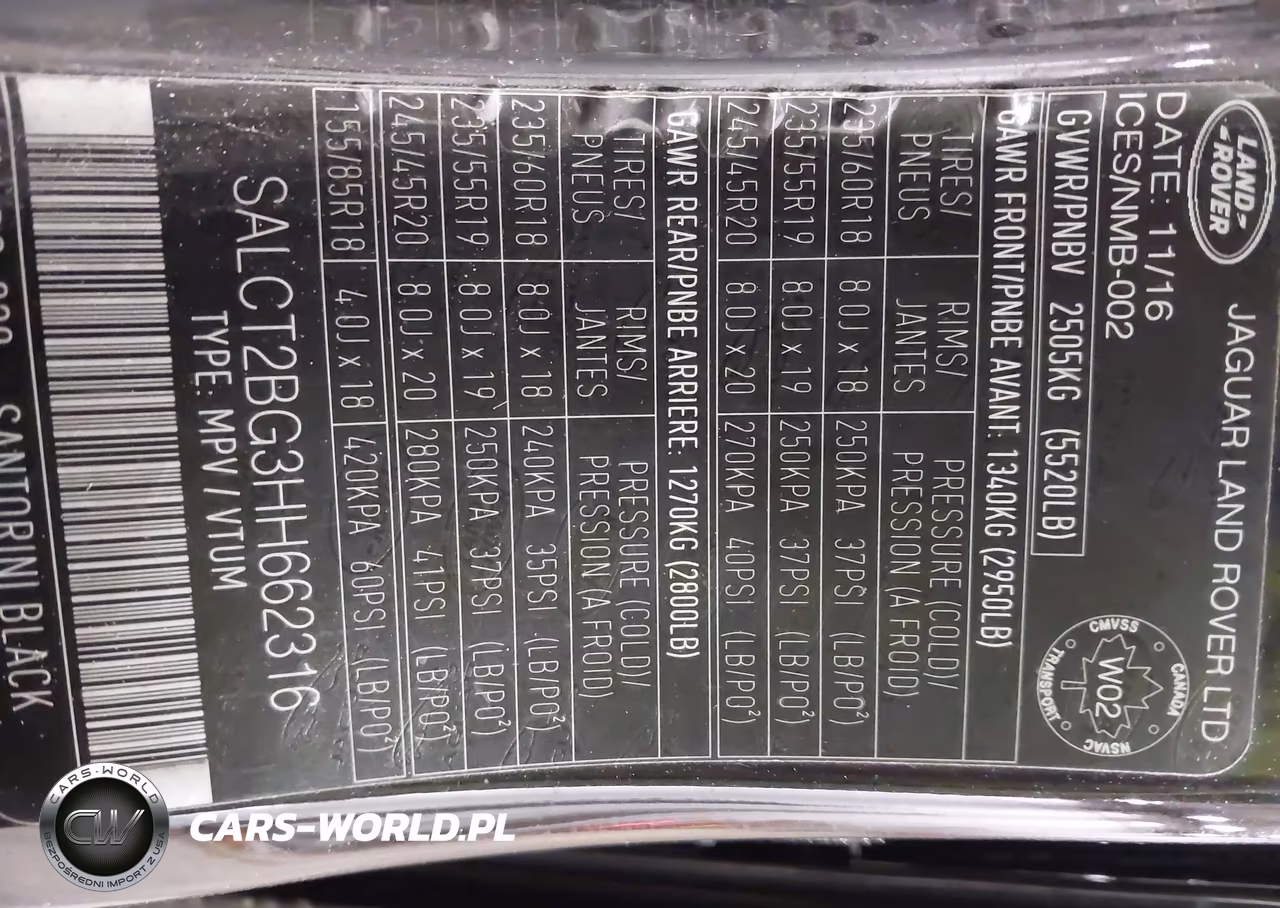 LAND-
-ROVER
JAGUAR LAND ROVER LTD
DATE: 11/16
ICES/NMB-002
CMVSS
CANADA
W02
TRANSPORT
NSVAC
GVWR/PNBV 2505KG (5520LB)
GAWR FRONT/PNBE AVANT: 1340KG (2950LB)
TIRES/ RIMS/ PRESSURE (COLD)/
PNEUS JANTES PRESSION (A FROID)
235/60R18 8.0J x 18 250KPA 37PSI (LB/PO²)
235/55R19 8.0J x 19 250KPA 37PSI (LB/PO²)
245/45R20 8.0J x 20 270KPA 40PSI (LB/PO²)
GAWR REAR/PNBE ARRIERE: 1270KG (2800LB)
TIRES/ RIMS/ PRESSURE (COLD)/
PNEUS JANTES PRESSION (A FROID)
235/60R18 8.0J x 18 240KPA 35PSI (LB/PO²)
235/55R19 8.0J x 19 250KPA 37PSI (LB/PO²)
245/45R20 8.0J x 20 280KPA 41PSI (LB/PO²)
155/85R18 4.0J x 18 420KPA 60PSI (LB/PO²)
SALCT2BG3HH662316
TYPE: MPV / VTUM
SANTORINI BLACK
CARS-WORLD
CW
BEZPOŚREDNI IMPORT Z USA
CARS-WORLD.PL